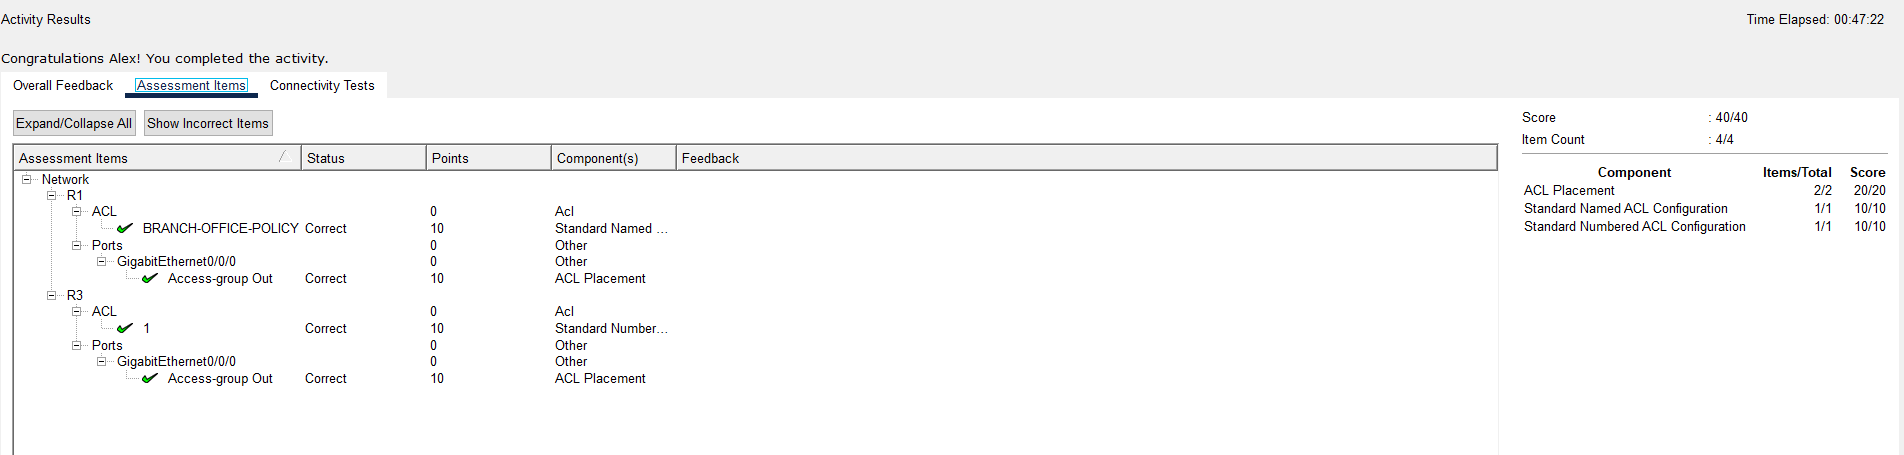 Activity Results
Time Elapsed: 00:47:22
Congratulations Alex! You completed the activity.
Overall Feedback Assessment Items Connectivity Tests
Expand/Collapse All Show Incorrect Items
Assessment Items Status Points Component(s) Feedback
Network
R1
ACL 0 Acl
BRANCH-OFFICE-POLICY Correct 10 Standard Named ...
Ports 0 Other
GigabitEthernet0/0/0 0 Other
Access-group Out Correct 10 ACL Placement
R3
ACL 0 Acl
1 Correct 10 Standard Number...
Ports 0 Other
GigabitEthernet0/0/0 0 Other
Access-group Out Correct 10 ACL Placement
Score : 40/40
Item Count : 4/4
Component Items/Total Score
ACL Placement 2/2 20/20
Standard Named ACL Configuration 1/1 10/10
Standard Numbered ACL Configuration 1/1 10/10